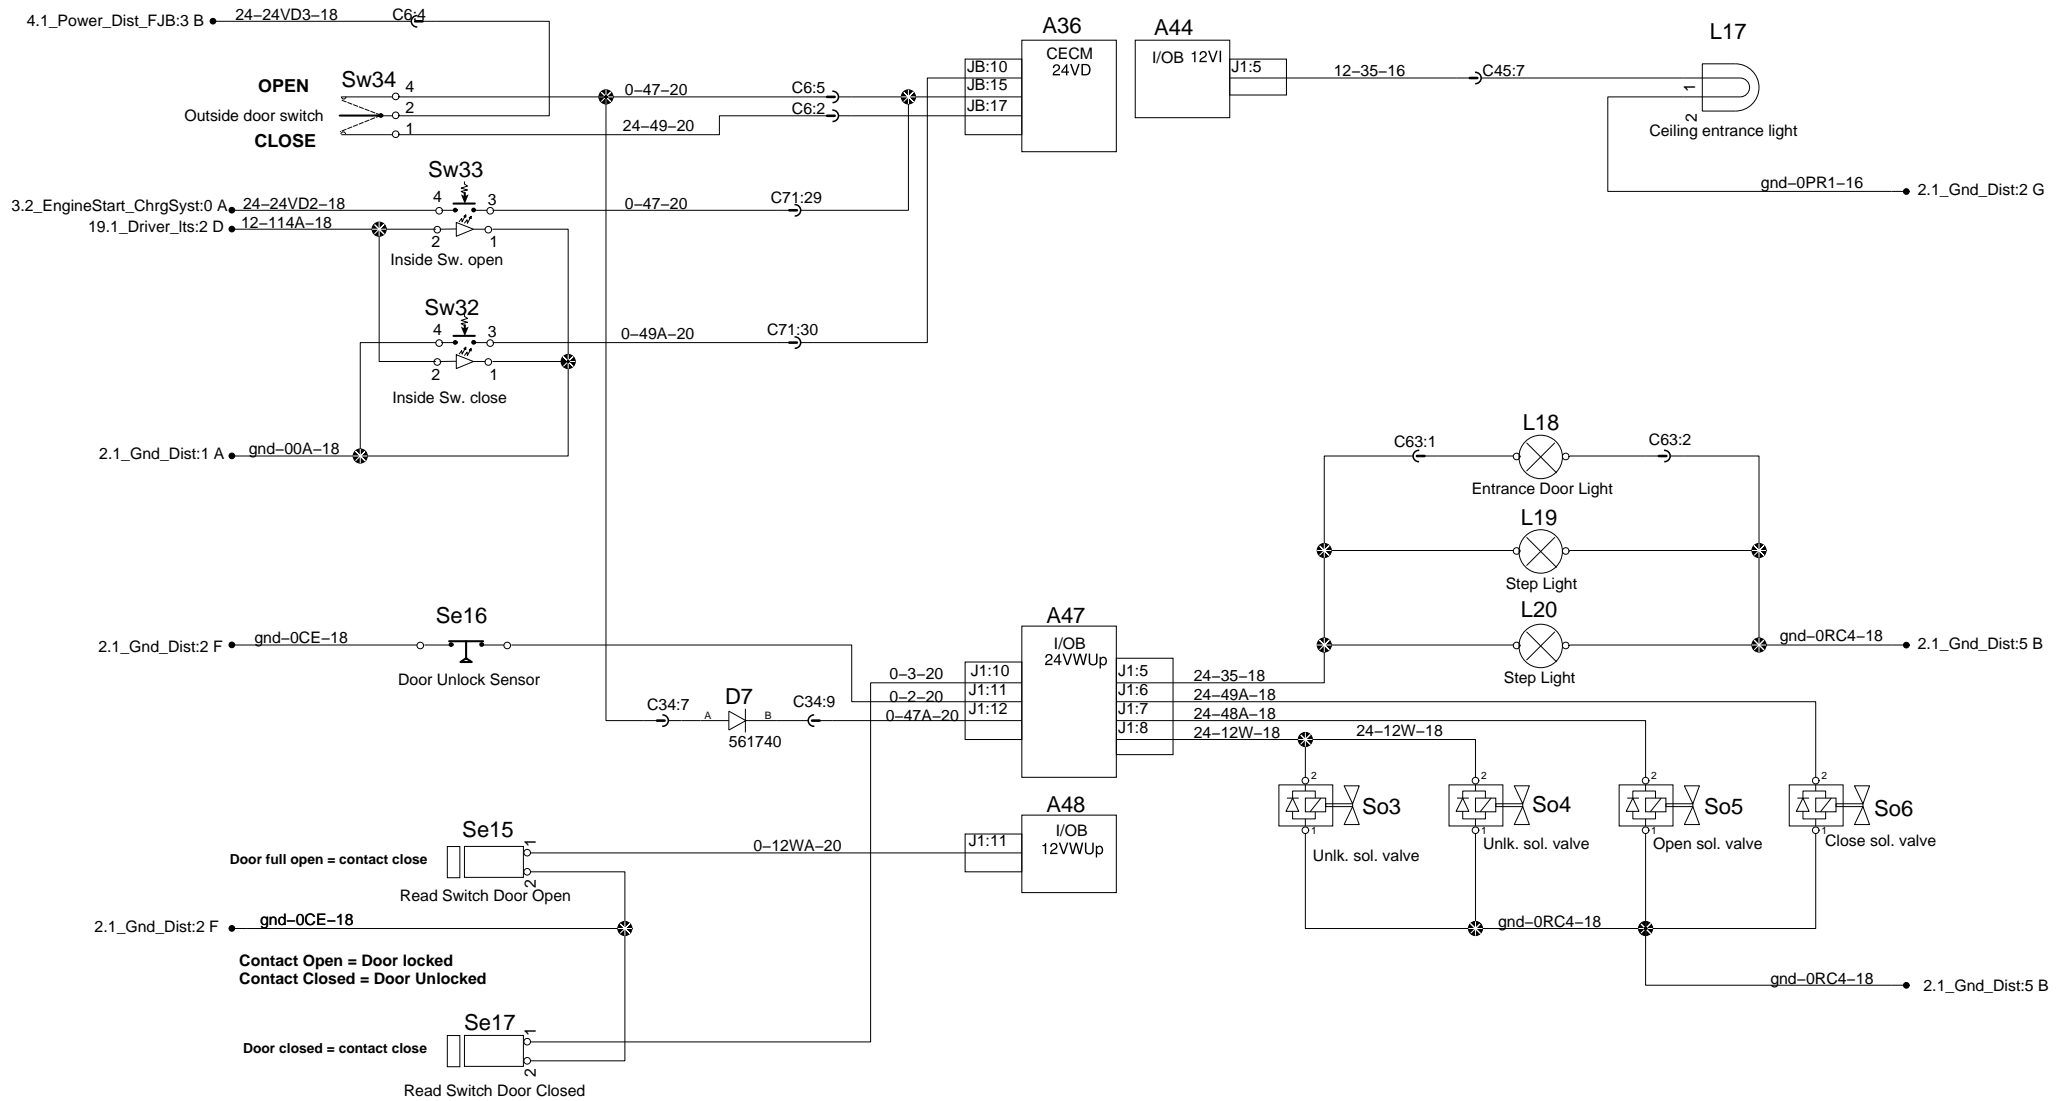 4.1_Power_Dist_FJB:3 B
24-24VD3-18
C6:4
A36
A44
L17
CECM
24VD
I/OB 12VI
JB:10
JB:15
JB:17
J1:5
12-35-16
C45:7
1
2
Ceiling entrance light
gnd-0PR1-16
2.1_Gnd_Dist:2 G
OPEN
Sw34
4
Outside door switch
2
1
CLOSE
0-47-20
C6:5
C6:2
24-49-20
Sw33
4
3
3.2_EngineStart_ChrgSyst:0 A
24-24VD2-18
0-47-20
C71:29
19.1_Driver_lts:2 D
12-114A-18
2
1
Inside Sw. open
Sw32
4
3
0-49A-20
C71:30
2
1
Inside Sw. close
2.1_Gnd_Dist:1 A
gnd-00A-18
L18
C63:1
C63:2
Entrance Door Light
L19
Step Light
L20
Step Light
gnd-0RC4-18
2.1_Gnd_Dist:5 B
Se16
2.1_Gnd_Dist:2 F
gnd-0CE-18
Door Unlock Sensor
A47
I/OB
24VWUp
J1:10
J1:11
J1:12
0-3-20
0-2-20
0-47A-20
J1:5
J1:6
J1:7
J1:8
24-35-18
24-49A-18
24-48A-18
24-12W-18
24-12W-18
C34:7
A
D7
B
C34:9
561740
2
So3
1
Unlk. sol. valve
2
So4
1
Unlk. sol. valve
2
So5
1
Open sol. valve
2
So6
1
Close sol. valve
A48
I/OB
12VWUp
J1:11
0-12WA-20
Se15
1
2
Door full open = contact close
Read Switch Door Open
2.1_Gnd_Dist:2 F
gnd-0CE-18
Contact Open = Door locked
Contact Closed = Door Unlocked
gnd-0RC4-18
gnd-0RC4-18
2.1_Gnd_Dist:5 B
Se17
1
2
Door closed = contact close
Read Switch Door Closed